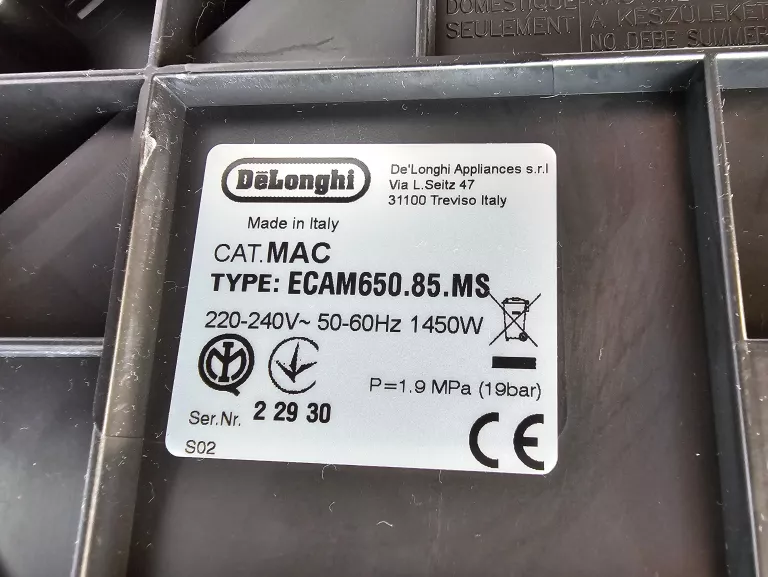 DOMESTIQUE
SEULEMENT
A KÉSZÜLÉKET
NO DEBE SUMMER
DeLonghi
De'Longhi Appliances s.r.l
Via L.Seitz 47
31100 Treviso Italy
Made in Italy
CAT.MAC
TYPE: ECAM650.85.MS
220-240V~ 50-60Hz 1450W
P=1.9 MPa (19bar)
Ser.Nr. 2 29 30
S02
CE